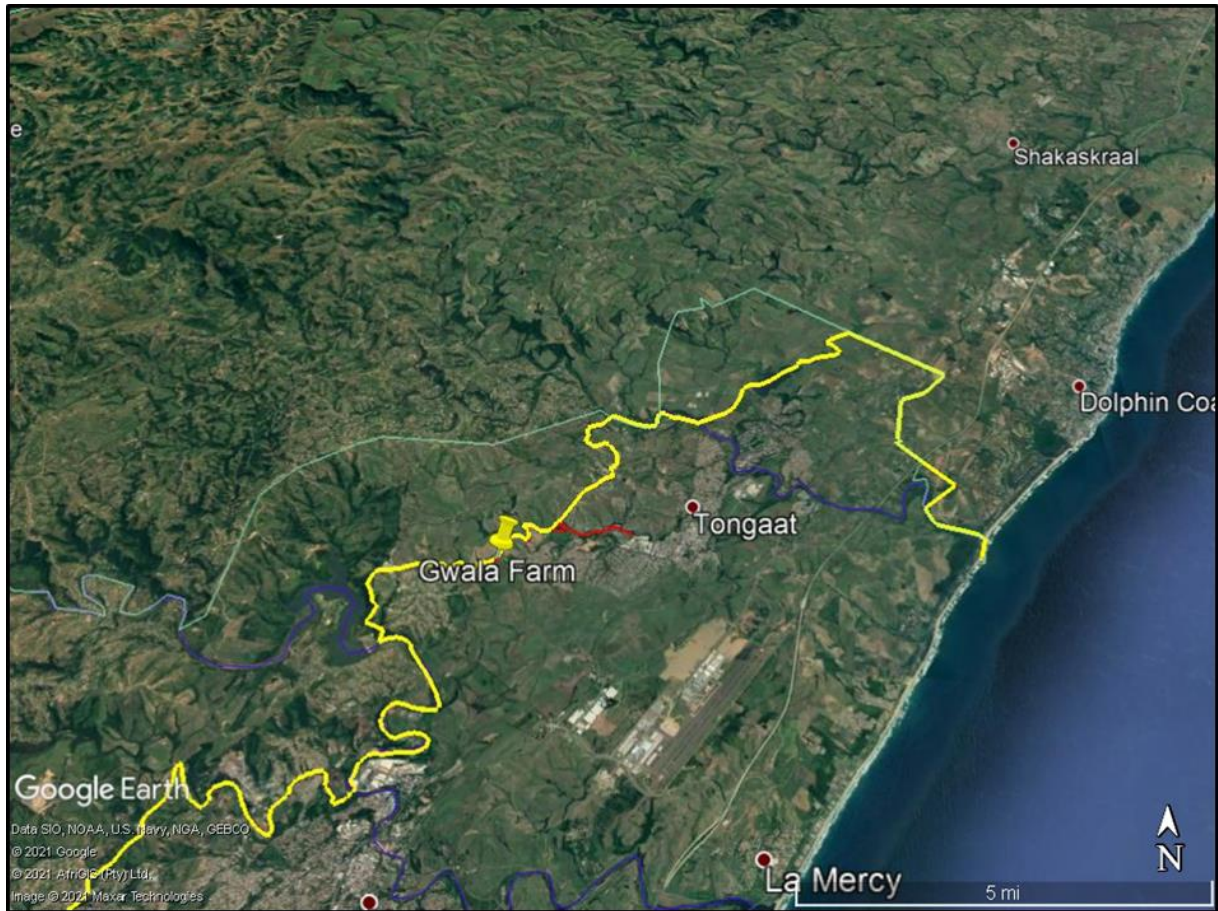 e
Shakaskraal
Dolphin Coa
Tongaat
Gwala Farm
Google Earth
Data SIO, NOAA, U.S. Navy, NGA, GEBCO
© 2021 Google
© 2021 AfriGIS (Pty) Ltd.
Image © 2021 Maxar Technologies
La Mercy
N
5 mi